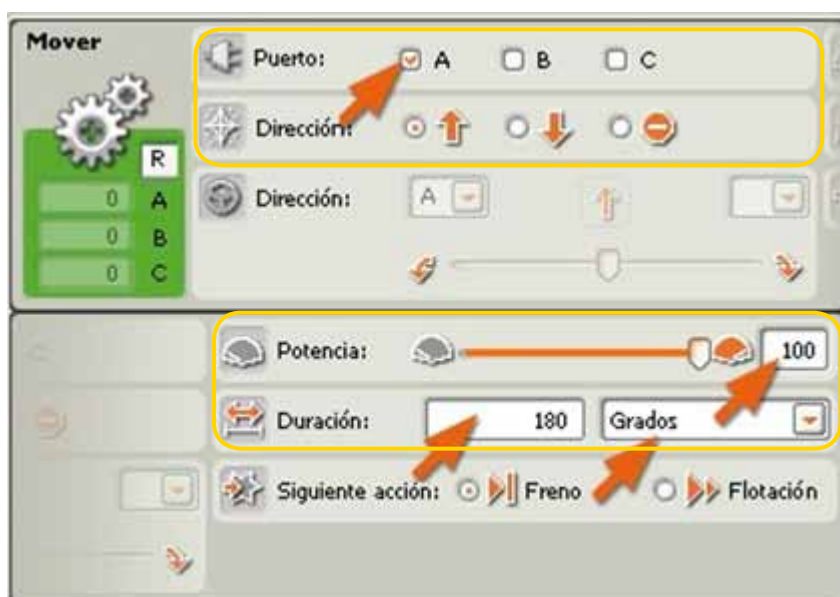 Mover
Puerto: A B C
Dirección:
R
0 A
0 B
0 C
Dirección: A
Potencia: 100
Duración: 180 Grados
Siguiente acción: Freno Flotación